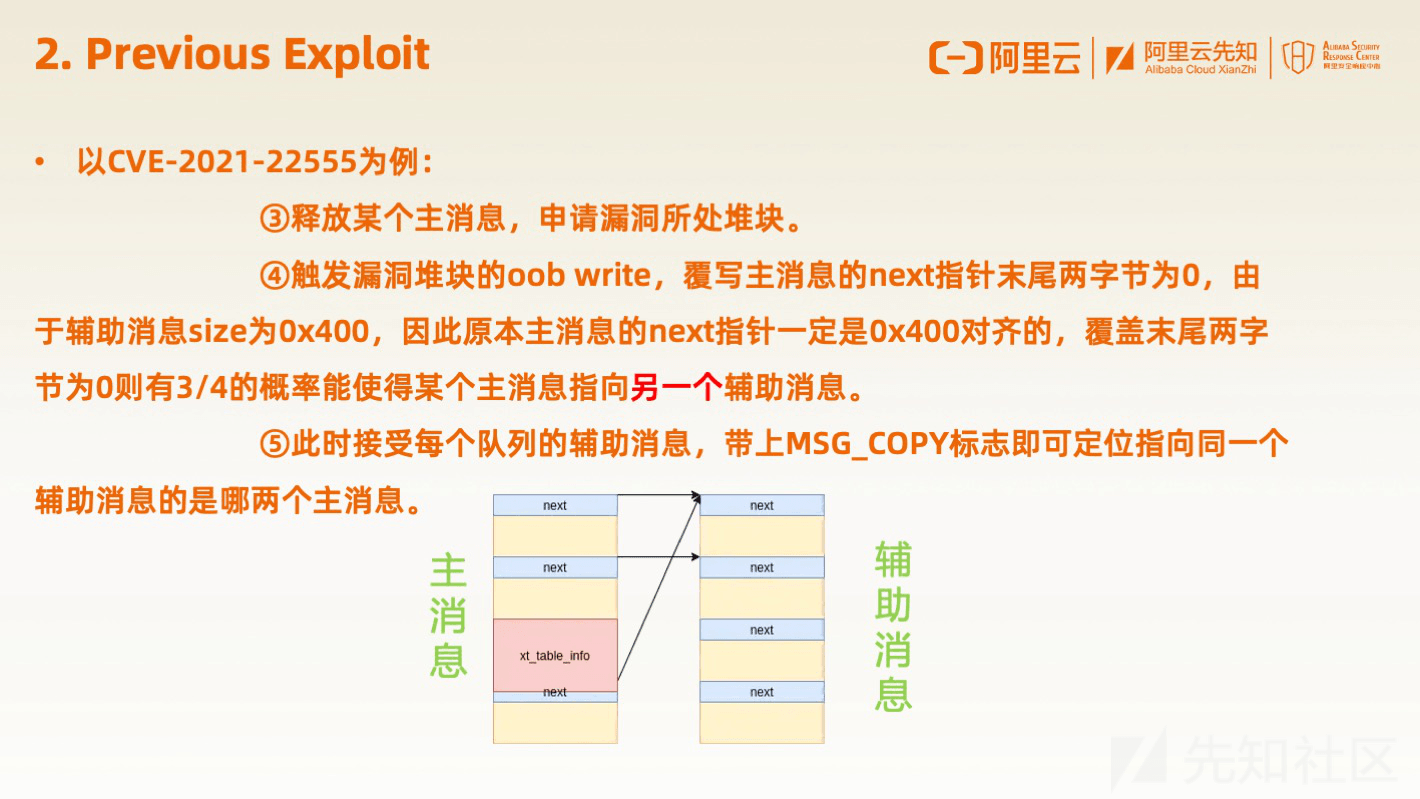 2. Previous Exploit
阿里云
阿里云先知
Alibaba Cloud XianZhi
ALIBABA SECURITY
RESPONSE CENTER
阿里安全响应中心
• 以CVE-2021-22555为例：
③释放某个主消息，申请漏洞所处堆块。
④触发漏洞堆块的oob write，覆写主消息的next指针末尾两字节为0，由
于辅助消息size为0x400，因此原本主消息的next指针一定是0x400对齐的，覆盖末尾两字
节为0则有3/4的概率能使得某个主消息指向另一个辅助消息。
⑤此时接受每个队列的辅助消息，带上MSG_COPY标志即可定位指向同一个
辅助消息的是哪两个主消息。
主消息
next
next
xt_table_info
next
next
next
next
next
辅助消息
先知社区